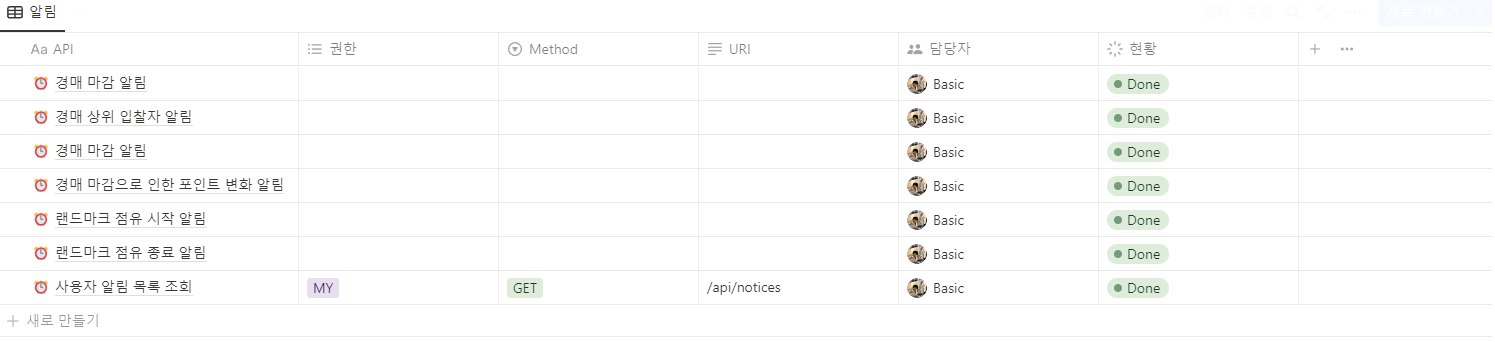 알림
새로 만들기
Aa API 권한 Method URI 담당자 현황
경매 마감 알림 Basic Done
경매 상위 입찰자 알림 Basic Done
경매 마감 알림 Basic Done
경매 마감으로 인한 포인트 변화 알림 Basic Done
랜드마크 점유 시작 알림 Basic Done
랜드마크 점유 종료 알림 Basic Done
사용자 알림 목록 조회 MY GET /api/notices Basic Done
새로 만들기